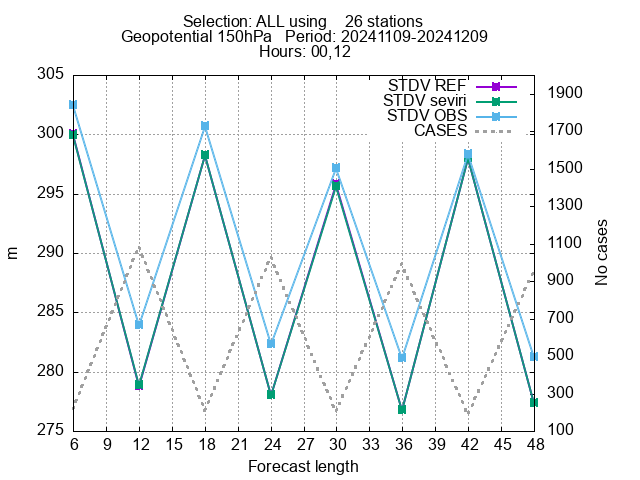 Selection: ALL using    26 stations
Geopotential 150hPa   Period: 20241109-20241209
Hours: 00,12
305
300
295
290
285
280
275
m
STDV REF
STDV seviri
STDV OBS
CASES
1900
1700
1500
1300
1100
900
700
500
300
100
No cases
6 9 12 15 18 21 24 27 30 33 36 39 42 45 48
Forecast length